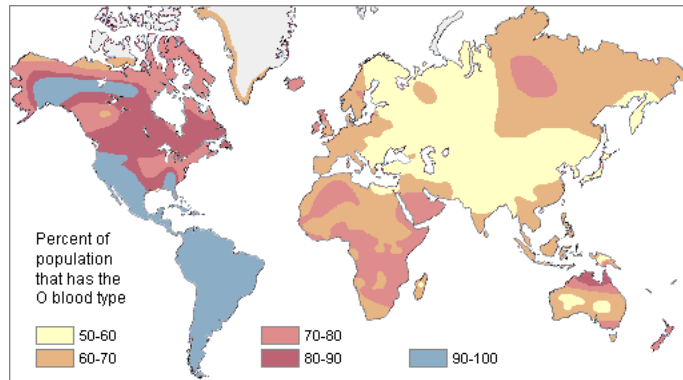 Percent of
population
that has the
O blood type
50-60
70-80
60-70
80-90
90-100